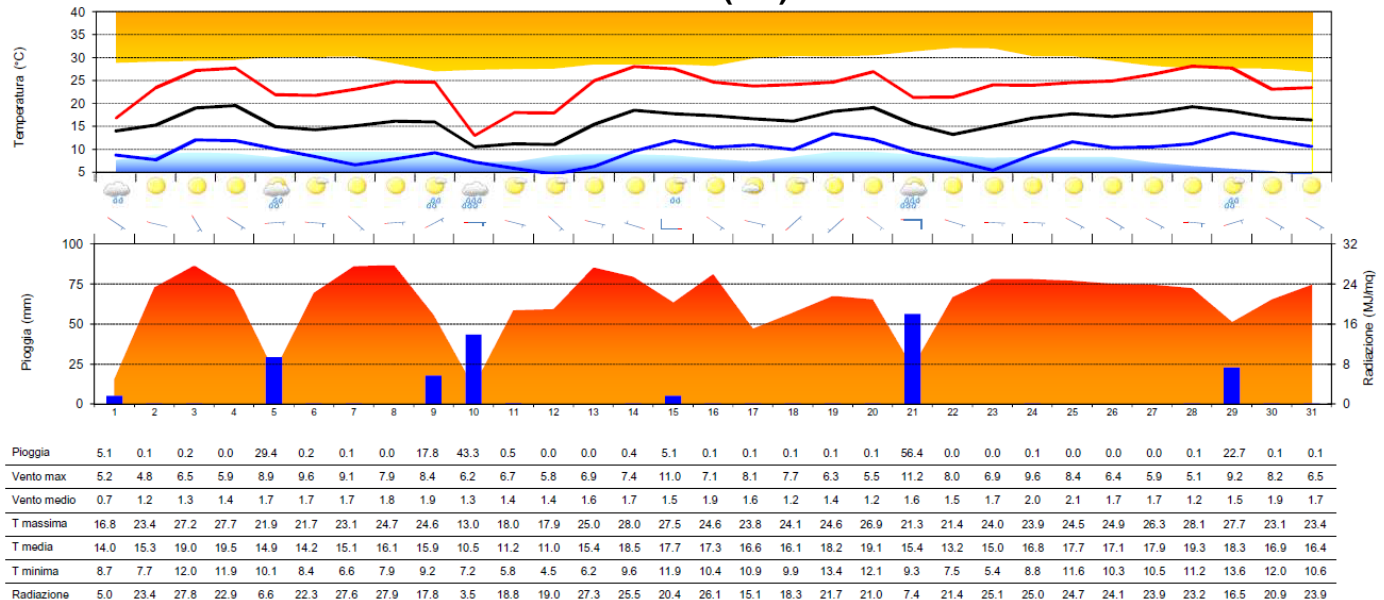 40
35
30
25
20
15
10
5
Temperatura (°C)
100
75
50
25
0
Pioggia (mm)
32
24
16
8
0
Radiazione (MJ/mq)
1 2 3 4 5 6 7 8 9 10 11 12 13 14 15 16 17 18 19 20 21 22 23 24 25 26 27 28 29 30 31
Pioggia 5.1 0.1 0.2 0.0 29.4 0.2 0.1 0.0 17.8 43.3 0.5 0.0 0.0 0.4 5.1 0.1 0.1 0.1 0.1 0.1 56.4 0.0 0.0 0.1 0.0 0.0 0.0 0.1 22.7 0.1 0.1
Vento max 5.2 4.8 6.5 5.9 8.9 9.6 9.1 7.9 8.4 6.2 6.7 5.8 6.9 7.4 11.0 7.1 8.1 7.7 6.3 5.5 11.2 8.0 6.9 9.6 8.4 6.4 5.9 5.1 9.2 8.2 6.5
Vento medio 0.7 1.2 1.3 1.4 1.7 1.7 1.7 1.8 1.9 1.3 1.4 1.4 1.6 1.7 1.5 1.9 1.6 1.2 1.4 1.2 1.6 1.5 1.7 2.0 2.1 1.7 1.7 1.2 1.5 1.9 1.7
T massima 16.8 23.4 27.2 27.7 21.9 21.7 23.1 24.7 24.6 13.0 18.0 17.9 25.0 28.0 27.5 24.6 23.8 24.1 24.6 26.9 21.3 21.4 24.0 23.9 24.5 24.9 26.3 28.1 27.7 23.1 23.4
T media 14.0 15.3 19.0 19.5 14.9 14.2 15.1 16.1 15.9 10.5 11.2 11.0 15.4 18.5 17.7 17.3 16.6 16.1 18.2 19.1 15.4 13.2 15.0 16.8 17.7 17.1 17.9 19.3 18.3 16.9 16.4
T minima 8.7 7.7 12.0 11.9 10.1 8.4 6.6 7.9 9.2 7.2 5.8 4.5 6.2 9.6 11.9 10.4 10.9 9.9 13.4 12.1 9.3 7.5 5.4 8.8 11.6 10.3 10.5 11.2 13.6 12.0 10.6
Radiazione 5.0 23.4 27.8 22.9 6.6 22.3 27.6 27.9 17.8 3.5 18.8 19.0 27.3 25.5 20.4 26.1 15.1 18.3 21.7 21.0 7.4 21.4 25.1 25.0 24.7 24.1 23.9 23.2 16.5 20.9 23.9